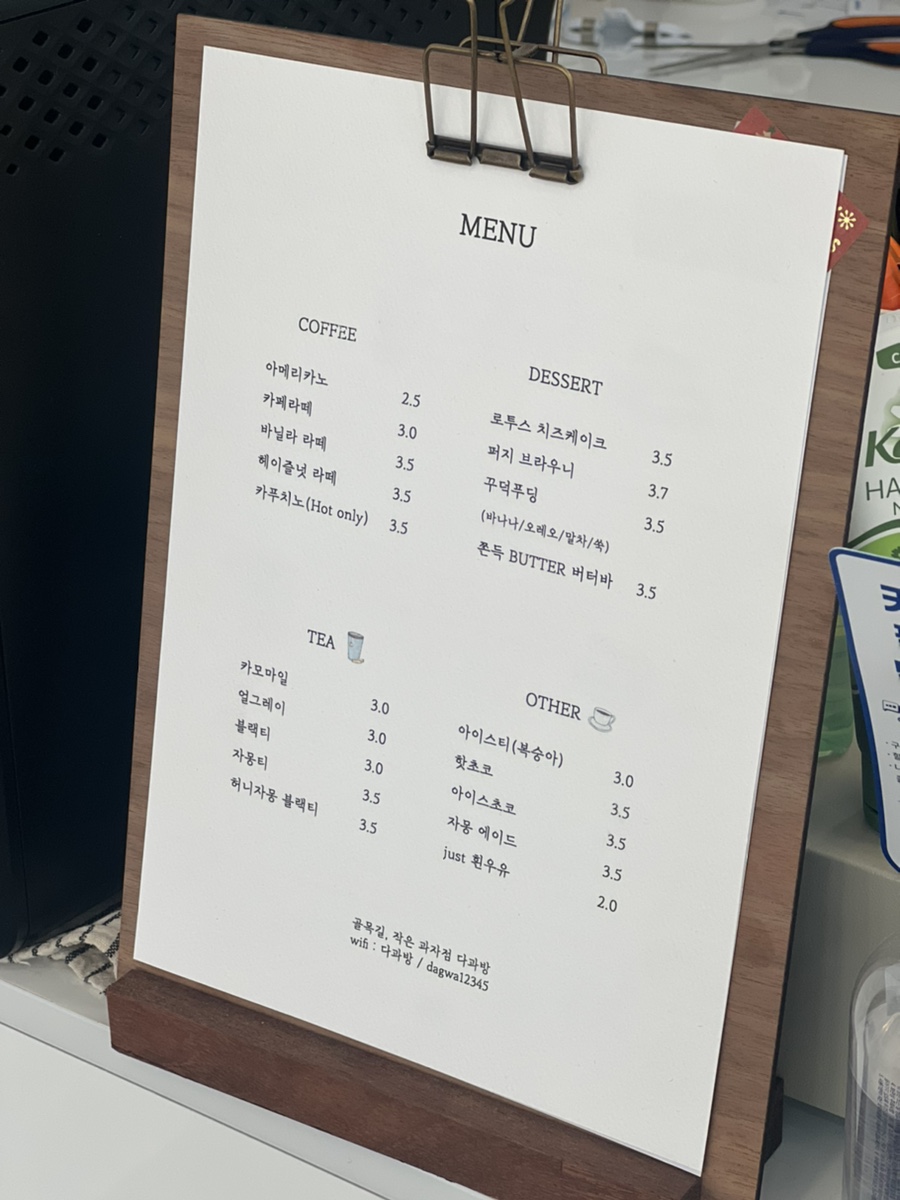 MENU
COFFEE
아메리카노 2.5
카페라떼 3.0
바닐라 라떼 3.5
헤이즐넛 라떼 3.5
카푸치노(Hot only) 3.5
DESSERT
로투스 치즈케이크 3.5
퍼지 브라우니 3.7
꾸덕푸딩 3.5
(바나나/오레오/말차/쑥)
쫀득 BUTTER 버터바 3.5
TEA
카모마일 3.0
얼그레이 3.0
블랙티 3.0
자몽티 3.5
허니자몽 블랙티 3.5
OTHER
아이스티(복숭아) 3.0
핫초코 3.5
아이스초코 3.5
자몽 에이드 3.5
just 흰우유 2.0
골목길, 작은 과자점 다과방
wifi : 다과방 / dagwa12345